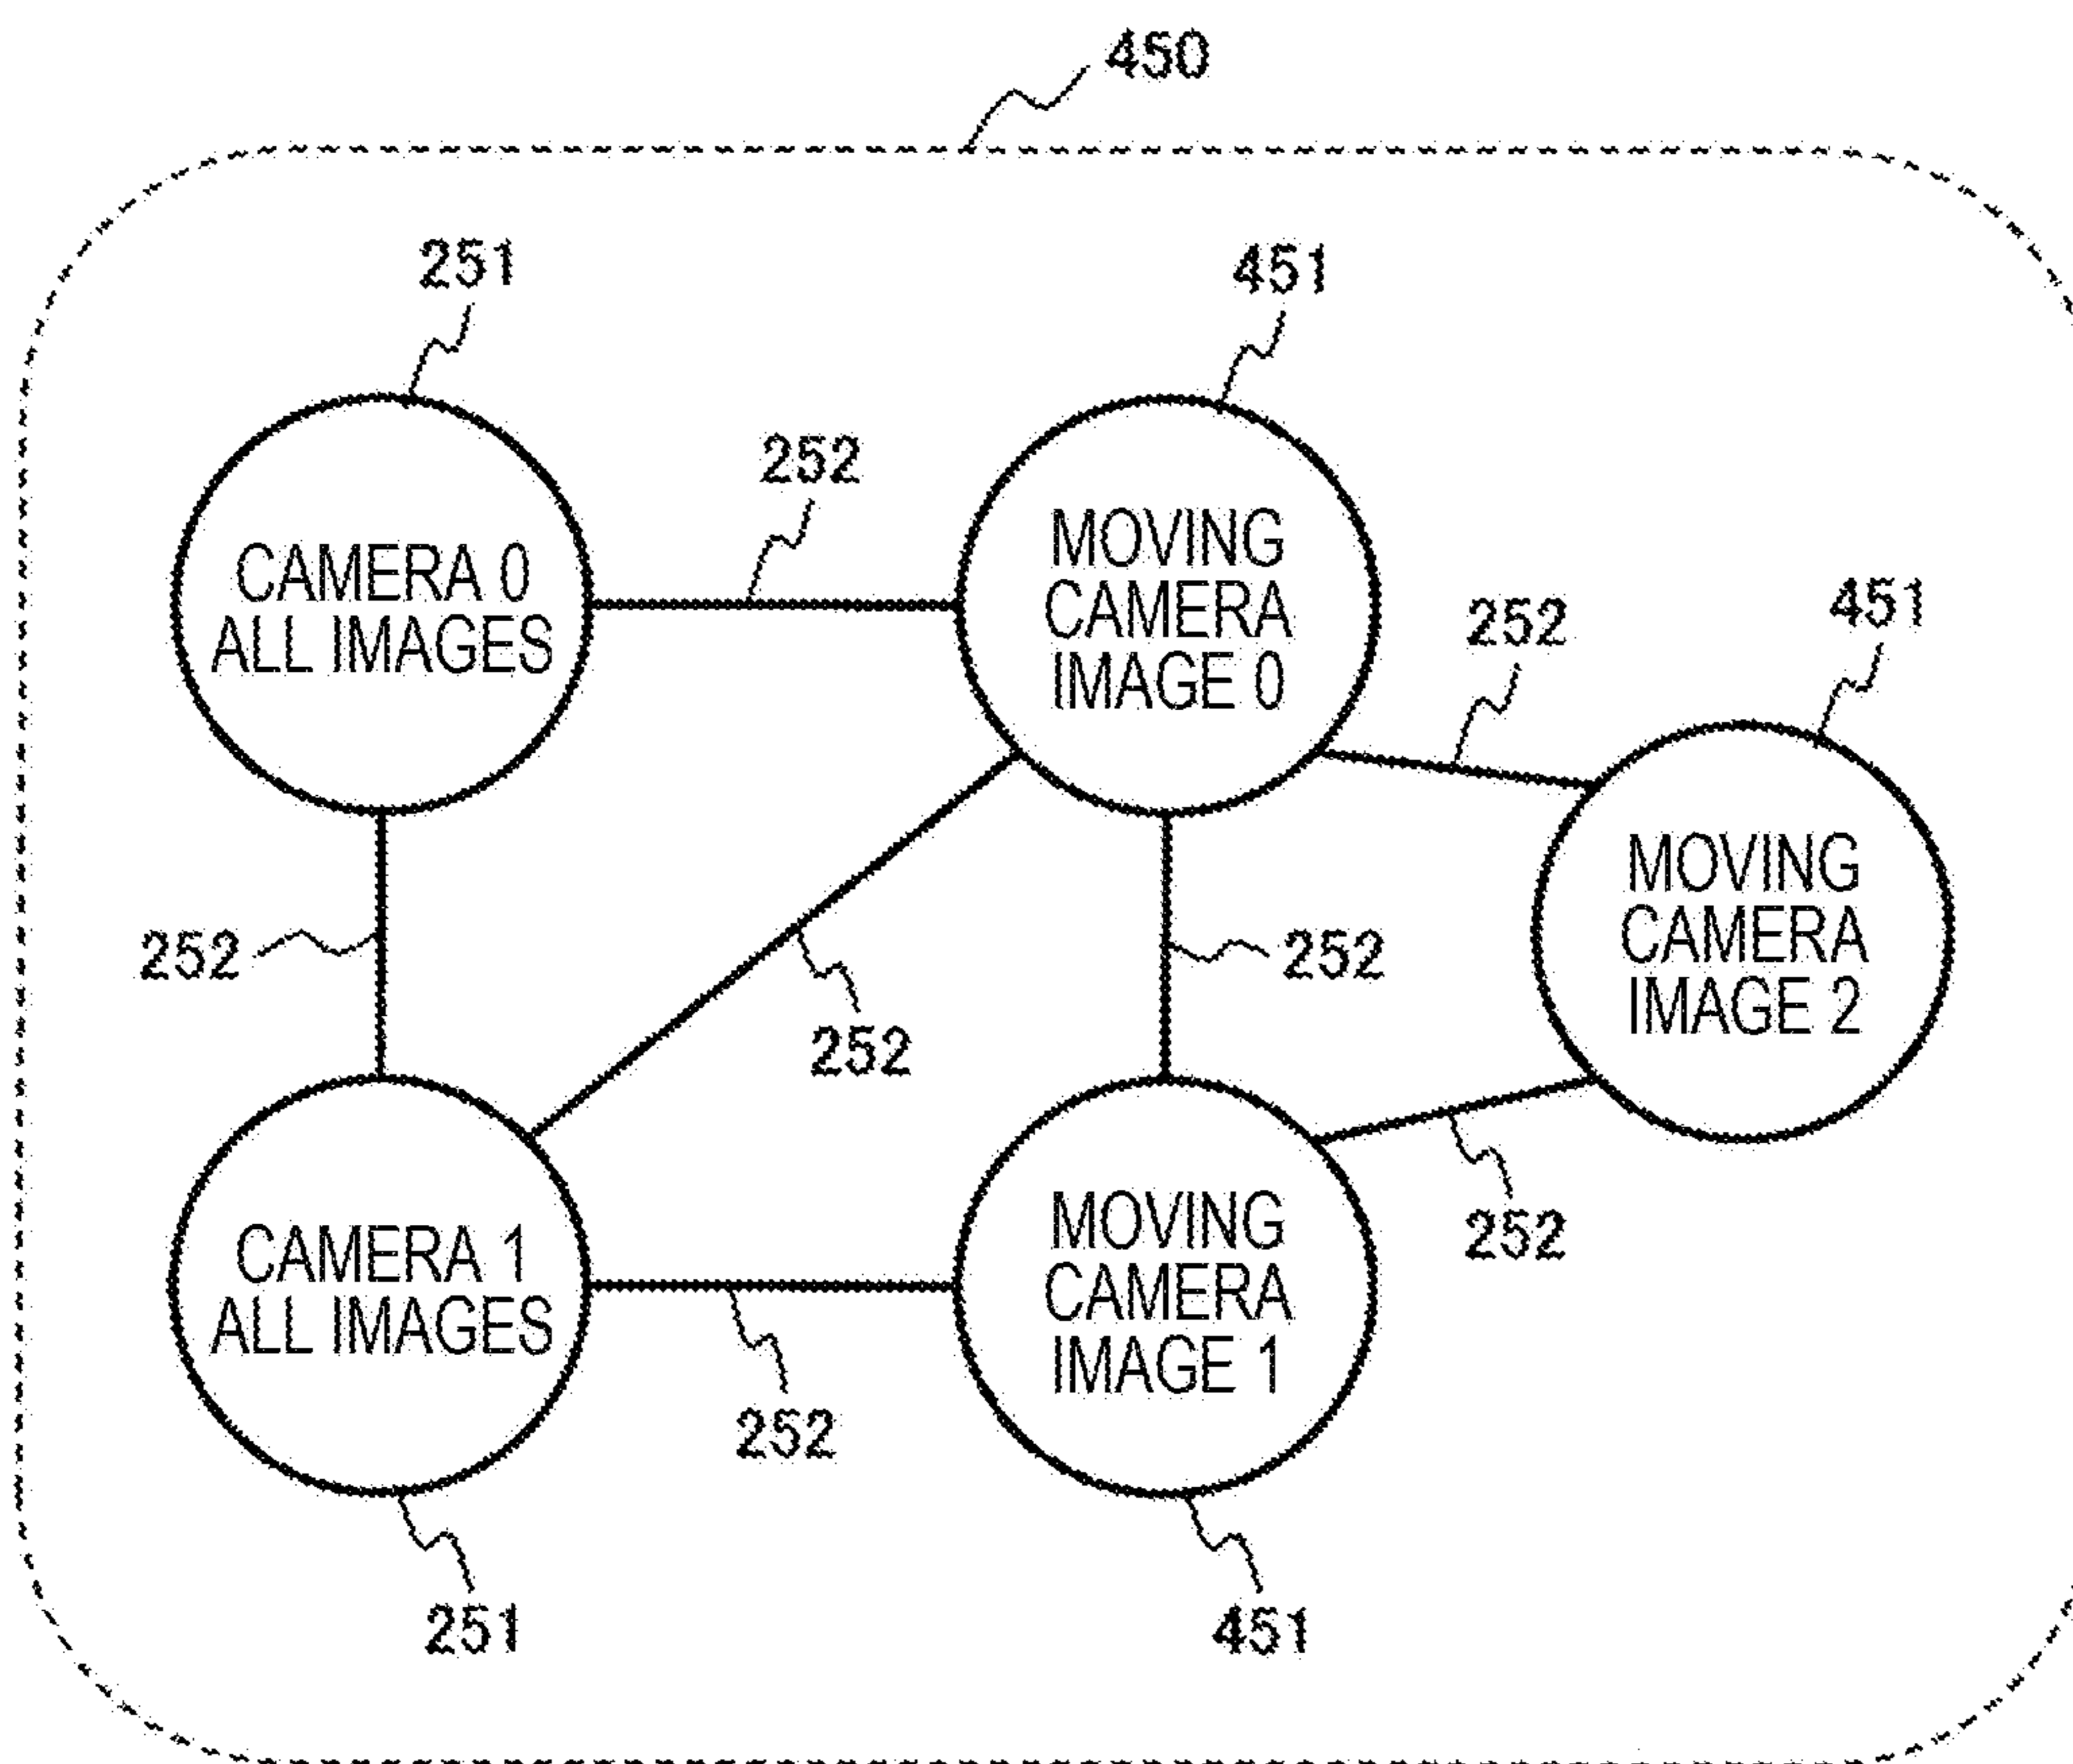 450
251
451
252
CAMERA 0
ALL IMAGES
MOVING
CAMERA
IMAGE 0
252
451
252
252
252
MOVING
CAMERA
IMAGE 2
CAMERA 1
ALL IMAGES
252
MOVING
CAMERA
IMAGE 1
252
251
451